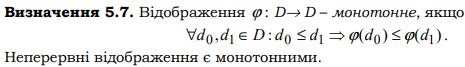 Визначення 5.7. Відображення φ: D→ D – монотонне, якщо
∀d₀,d₁ ∈ D : d₀ ≤ d₁ ⇒ φ(d₀) ≤ φ(d₁) .
Неперервні відображення є монотонними.